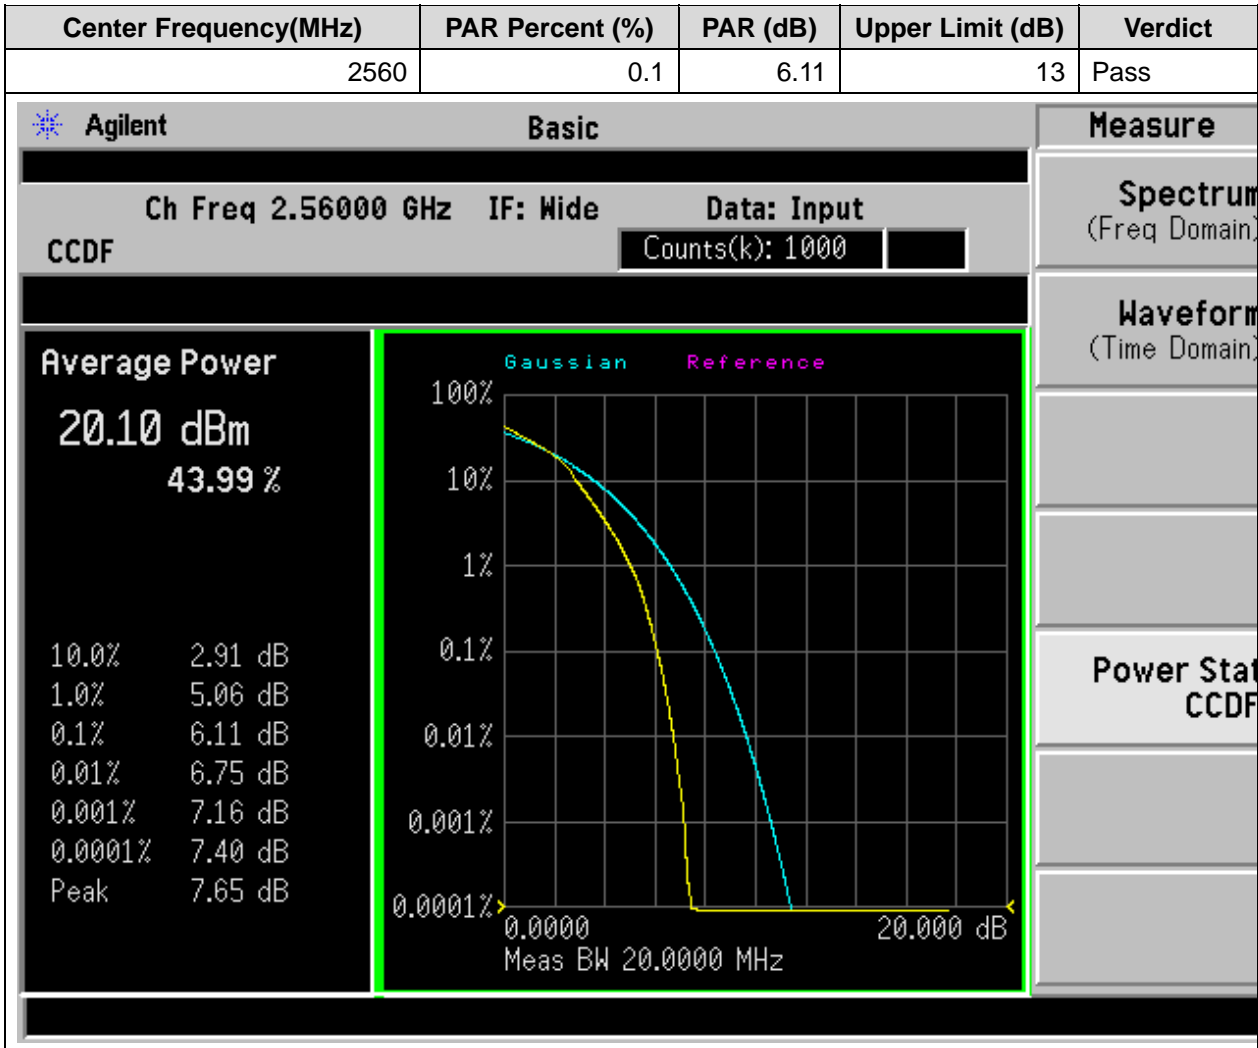 Center Frequency(MHz) PAR Percent (%) PAR (dB) Upper Limit (dB) Verdict
2560 0.1 6.11 13 Pass
Agilent Basic Measure
Ch Freq 2.56000 GHz IF: Wide Data: Input
CCDF Counts(k): 1000
Spectrum
(Freq Domain)
Waveform
(Time Domain)
Power Stat
CCDF
Average Power
20.10 dBm
43.99 %
10.0% 2.91 dB
1.0% 5.06 dB
0.1% 6.11 dB
0.01% 6.75 dB
0.001% 7.16 dB
0.0001% 7.40 dB
Peak 7.65 dB
Gaussian Reference
100%
10%
1%
0.1%
0.01%
0.001%
0.0001%
0.0000 20.000 dB
Meas BW 20.0000 MHz